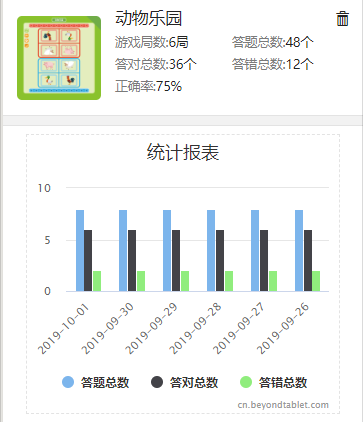 动物乐园
游戏局数:6局 答题总数:48个
答对总数:36个 答错总数:12个
正确率:75%
统计报表
10
5
0
2019-10-01 2019-09-30 2019-09-29 2019-09-28 2019-09-27 2019-09-26
答题总数 答对总数 答错总数
cn.beyondtablet.com